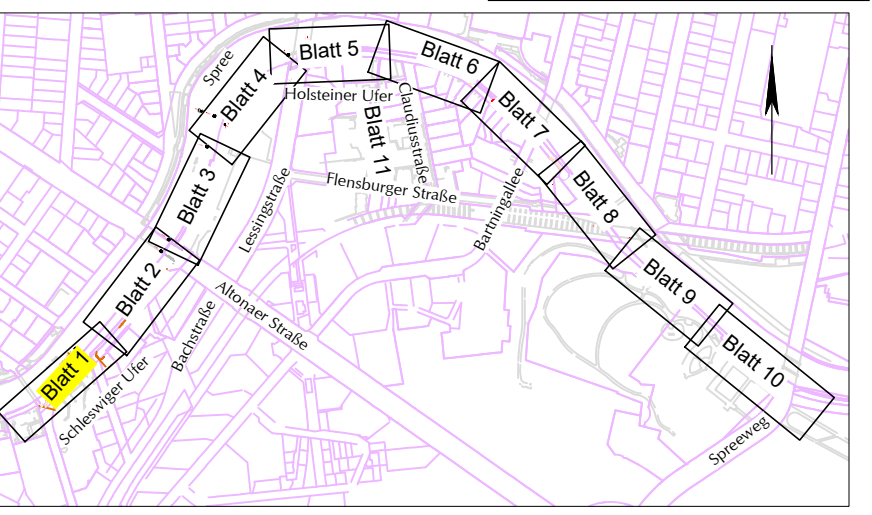 Blatt 5
Blatt 6
Spree
Blatt 4
Holsteiner Ufer
Claudiusstraße
Blatt 7
Blatt 11
Blatt 3
Lessingstraße
Flensburger Straße
Bartningallee
Blatt 8
Blatt 2
Altonaer Straße
Blatt 9
Bachstraße
Blatt 1
Schleswiger Ufer
Blatt 10
Spreeweg